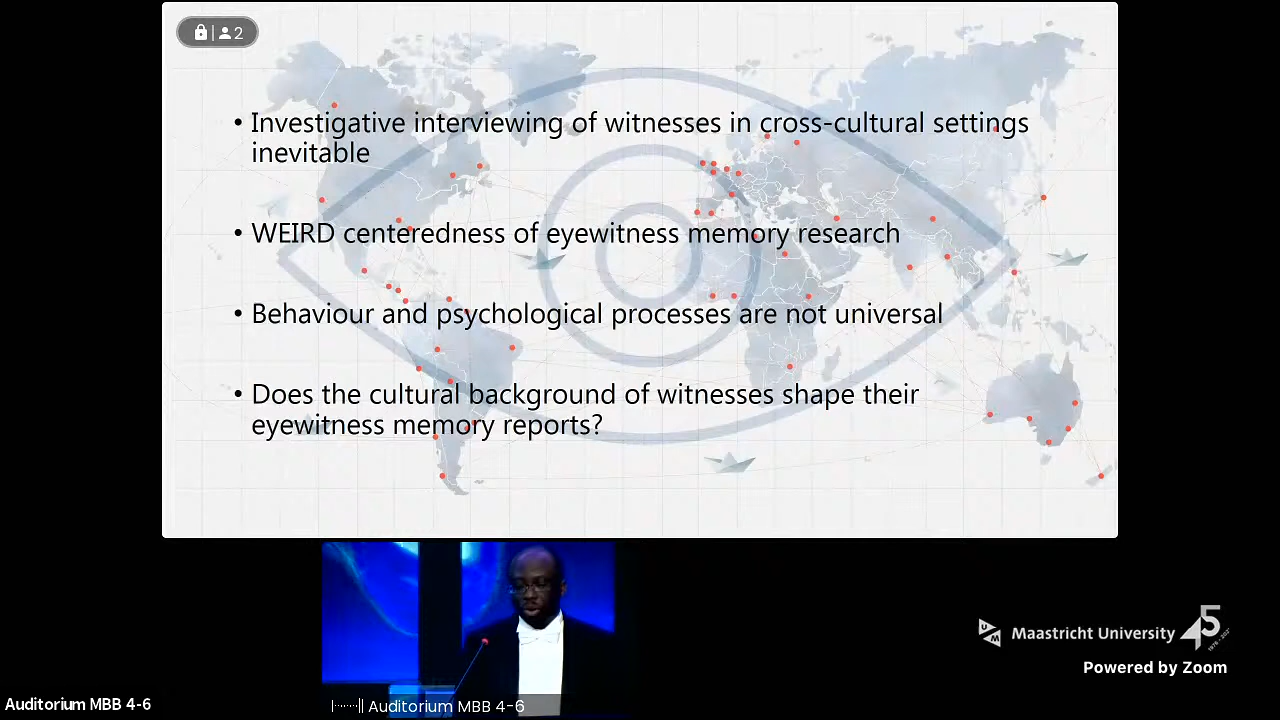 2
• Investigative interviewing of witnesses in cross-cultural settings
inevitable
• WEIRD centeredness of eyewitness memory research
• Behaviour and psychological processes are not universal
• Does the cultural background of witnesses shape their
eyewitness memory reports?
UM Maastricht University 45
Powered by Zoom
Auditorium MBB 4-6
Auditorium MBB 4-6